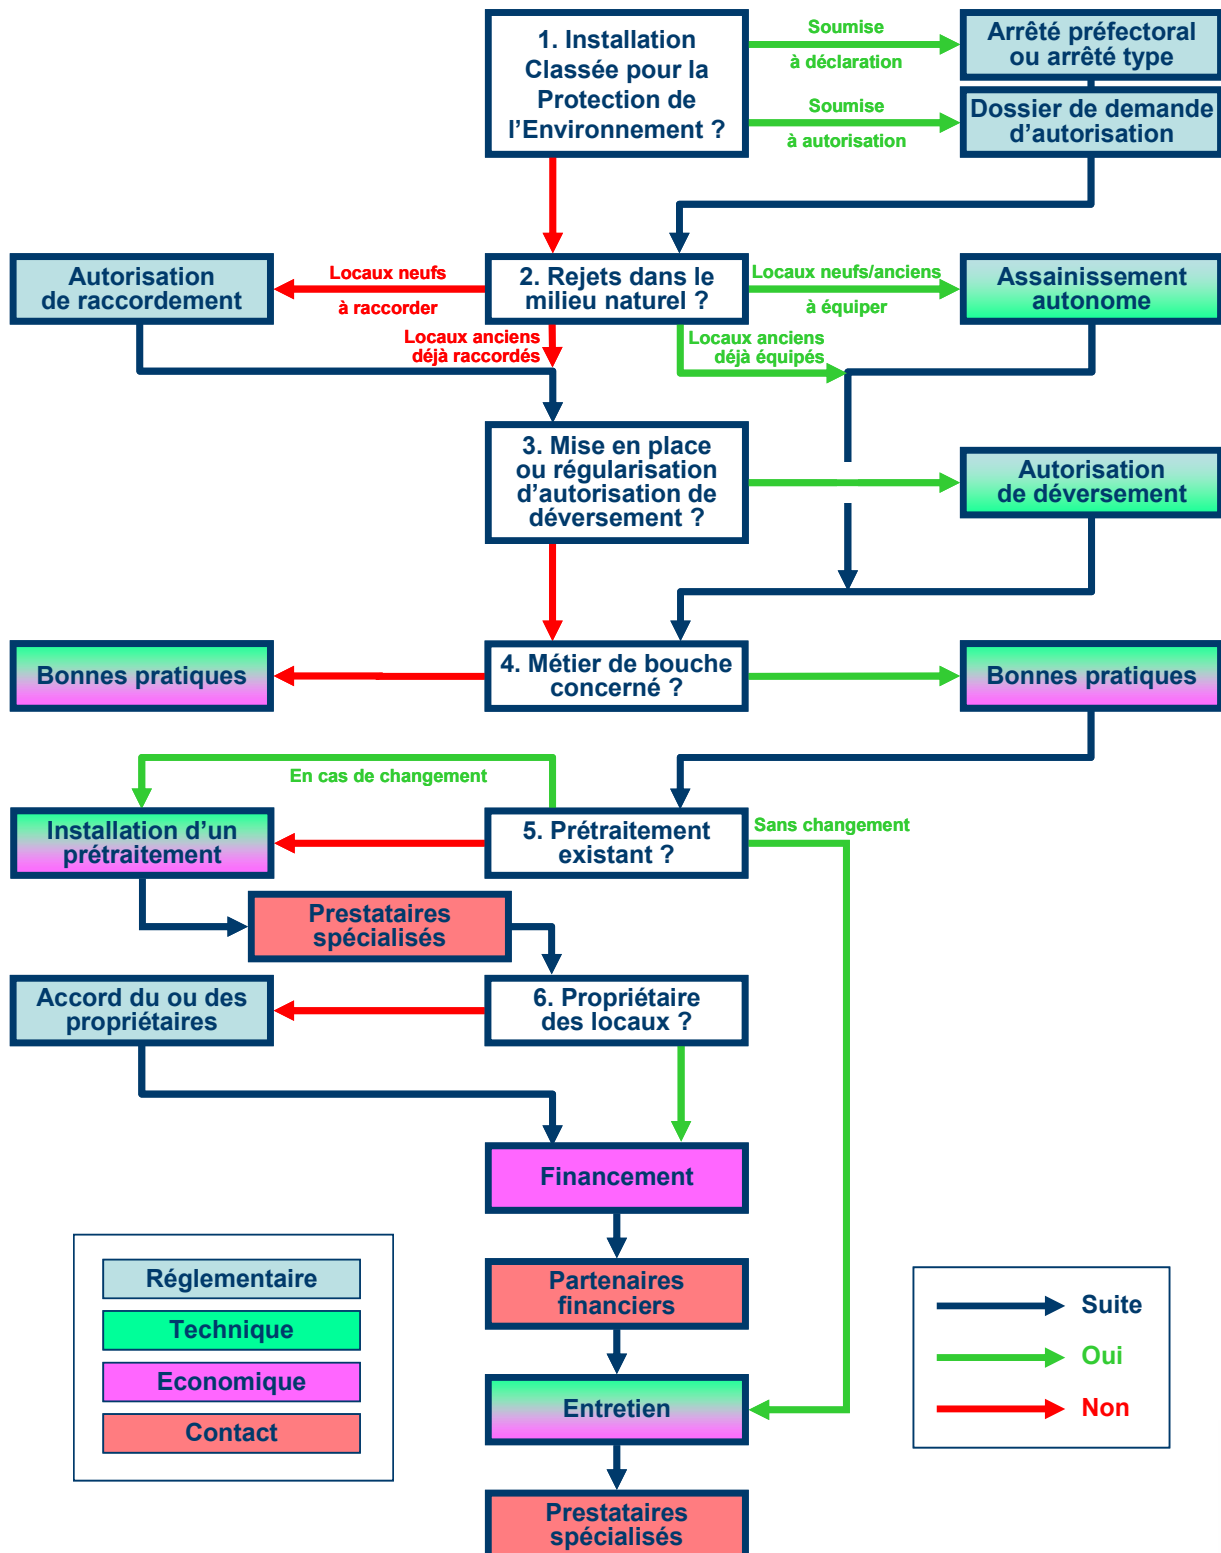 1. Installation
Classée pour la
Protection de
l’Environnement ?
Soumise
à déclaration
Arrêté préfectoral
ou arrêté type
Soumise
à autorisation
Dossier de demande
d’autorisation
Autorisation
de raccordement
Locaux neufs
à raccorder
2. Rejets dans le
milieu naturel ?
Locaux neufs/anciens
à équiper
Assainissement
autonome
Locaux anciens
déjà raccordés
Locaux anciens
déjà équipés
3. Mise en place
ou régularisation
d’autorisation de
déversement ?
Autorisation
de déversement
Bonnes pratiques
4. Métier de bouche
concerné ?
Bonnes pratiques
En cas de changement
Installation d’un
prétraitement
5. Prétraitement
existant ?
Sans changement
Prestataires
spécialisés
Accord du ou des
propriétaires
6. Propriétaire
des locaux ?
Financement
Partenaires
financiers
Entretien
Prestataires
spécialisés
Réglementaire
Technique
Economique
Contact
Suite
Oui
Non